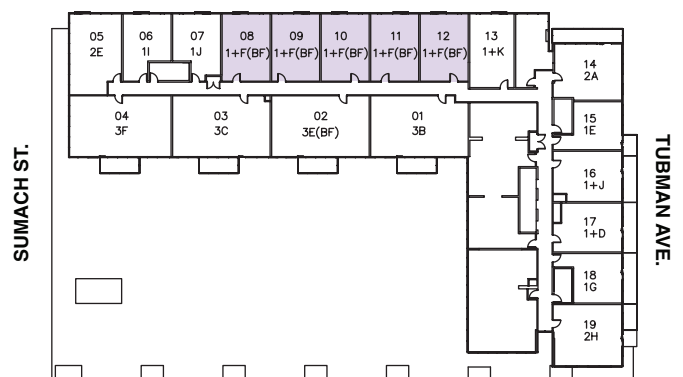 05
2E
06
1I
07
1J
08
1+F(BF)
09
1+F(BF)
10
1+F(BF)
11
1+F(BF)
12
1+F(BF)
13
1+K
14
2A
04
3F
03
3C
02
3E(BF)
01
3B
15
1E
16
1+J
17
1+D
18
1G
19
2H
SUMACH ST.
TUBMAN AVE.